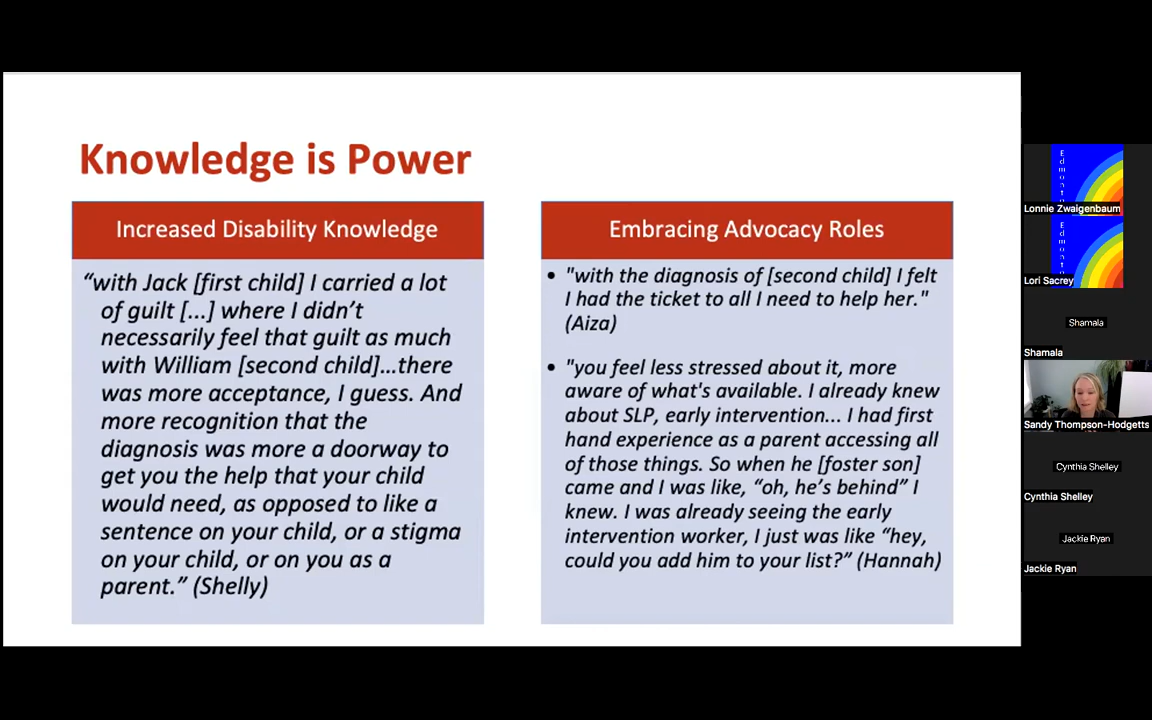 Knowledge is Power
Increased Disability Knowledge
“with Jack [first child] I carried a lot
of guilt [...] where I didn’t
necessarily feel that guilt as much
with William [second child]...there
was more acceptance, I guess. And
more recognition that the
diagnosis was more a doorway to
get you the help that your child
would need, as opposed to like a
sentence on your child, or a stigma
on your child, or on you as a
parent.” (Shelly)
Embracing Advocacy Roles
• "with the diagnosis of [second child] I felt
I had the ticket to all I need to help her."
(Aiza)
• "you feel less stressed about it, more
aware of what's available. I already knew
about SLP, early intervention... I had first
hand experience as a parent accessing all
of those things. So when he [foster son]
came and I was like, “oh, he’s behind” I
knew. I was already seeing the early
intervention worker, I just was like “hey,
could you add him to your list?” (Hannah)
Edmont
Lonnie Zwaigenbaum
Edmont
Lori Sacrey
Shamala
Shamala
Sandy Thompson-Hodgetts
Cynthia Shelley
Cynthia Shelley
Jackie Ryan
Jackie Ryan